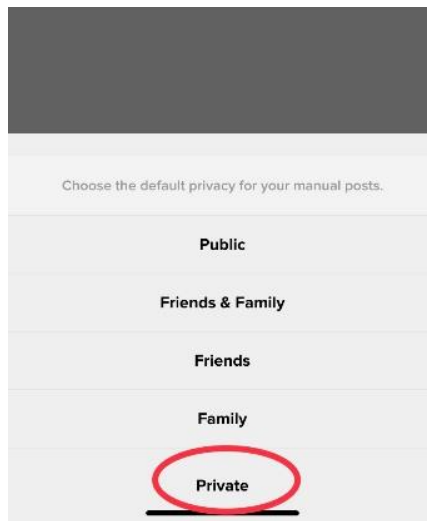 Choose the default privacy for your manual posts.
Public
Friends & Family
Friends
Family
Private